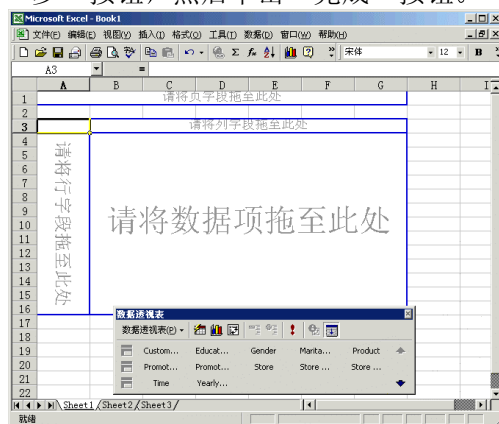 步"按钮，然后单击"完成"按钮。
Microsoft Excel - Book1
文件(F) 编辑(E) 视图(V) 插入(I) 格式(O) 工具(T) 数据(D) 窗口(W) 帮助(H)
宋体 12 B
A3 =
A B C D E F G H I
1 请将页字段拖至此处
2
3 请将列字段拖至此处
4
5
6
7
8
9
10
11
12
13
14
15
16
17
18
19
20
21
22
请将行字段拖至此处
请将数据项拖至此处
数据透视表
数据透视表(P)
Custom... Educat... Gender Marita... Product
Promot... Promot... Store Store ... Store ...
Time Yearly...
Sheet1 Sheet2 Sheet3
就绪